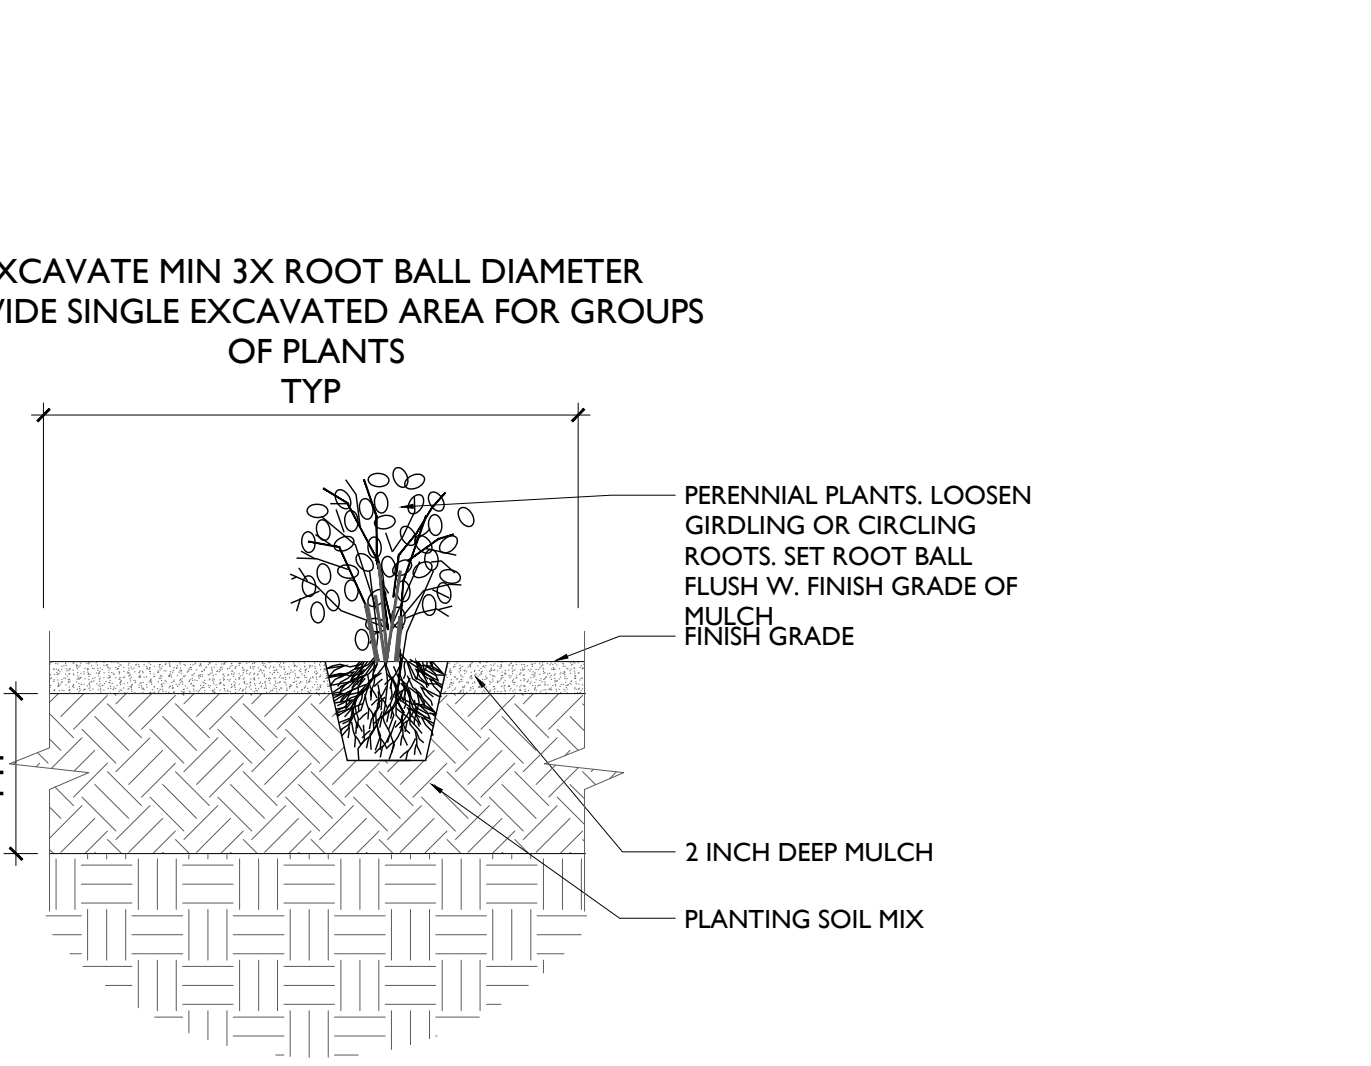 XCAVATE MIN 3X ROOT BALL DIAMETER
VIDE SINGLE EXCAVATED AREA FOR GROUPS
OF PLANTS
TYP
PERENNIAL PLANTS. LOOSEN
GIRDLING OR CIRCLING
ROOTS. SET ROOT BALL
FLUSH W. FINISH GRADE OF
MULCH
FINISH GRADE
2 INCH DEEP MULCH
PLANTING SOIL MIX